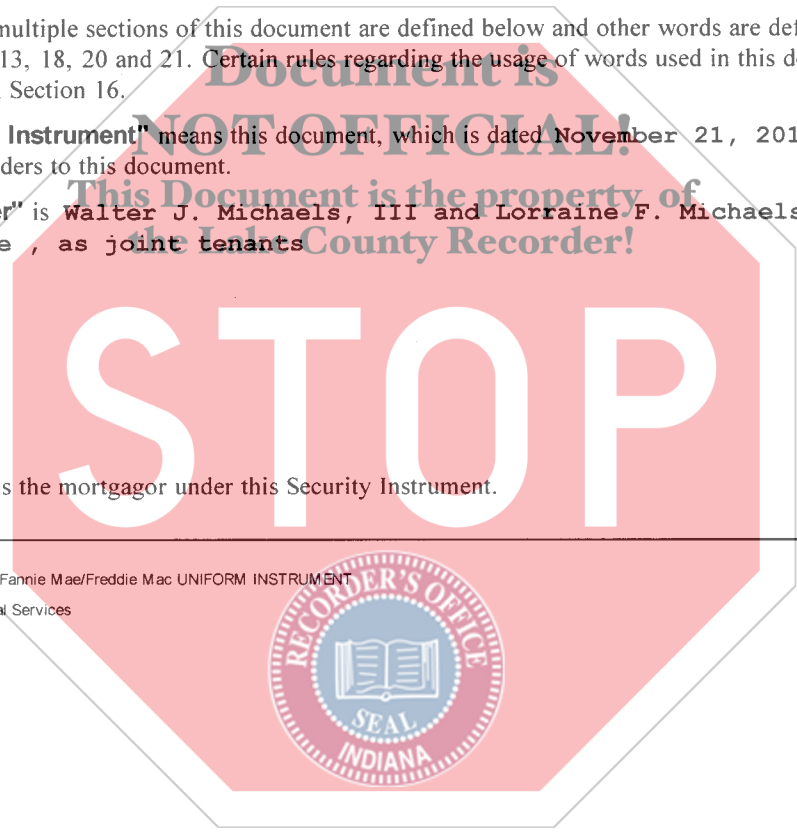 multiple sections of this document are defined below and other words are def
13, 18, 20 and 21. Certain rules regarding the usage of words used in this d
Section 16.
Document is
Instrument" means this document, which is dated November 21, 201
NOT OFFICIAL!
ders to this document.
This Document is the property of
r" is Walter J. Michaels, III and Lorraine F. Michaels
e , as joint tenants
the Lake County Recorder!
STOP
s the mortgagor under this Security Instrument.
Fannie Mae/Freddie Mac UNIFORM INSTRUMENT
al Services
RECORDER'S OFFICE
SEAL
INDIANA